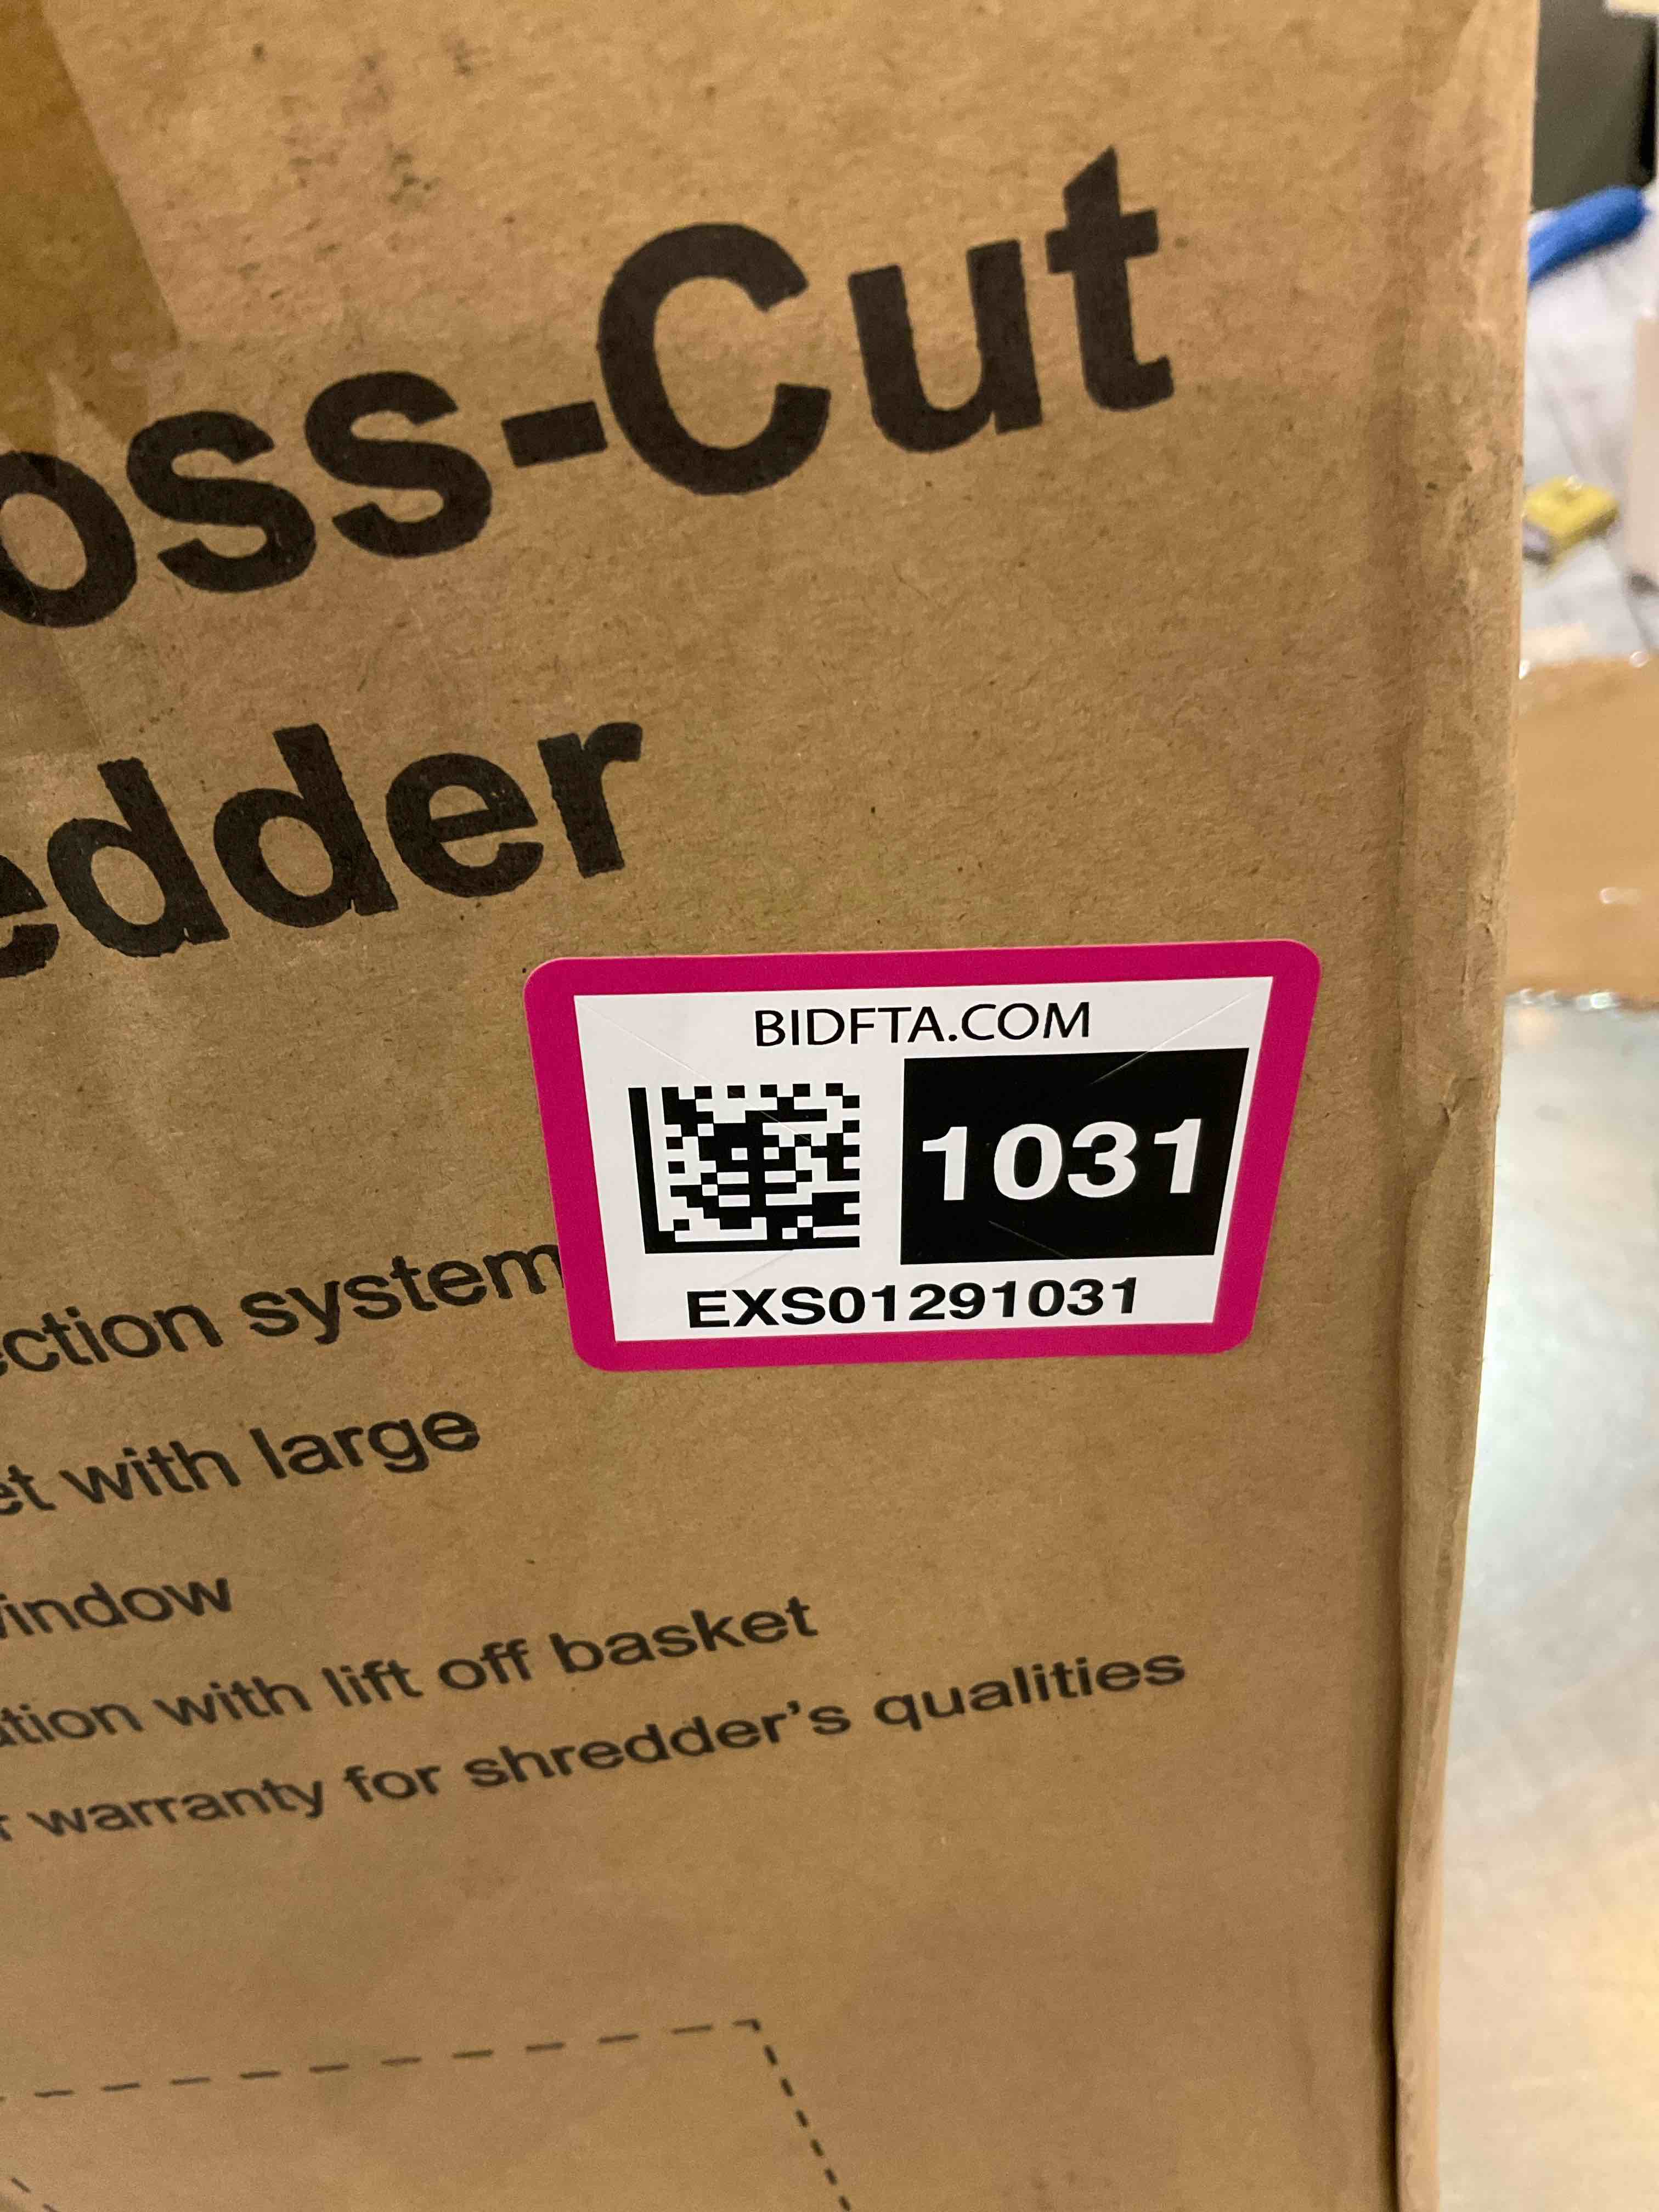 oss-Cut
edder
BIDFTA.COM
1031
EXS01291031
ction system
et with large
window
ation with lift off basket
r warranty for shredder's qualities